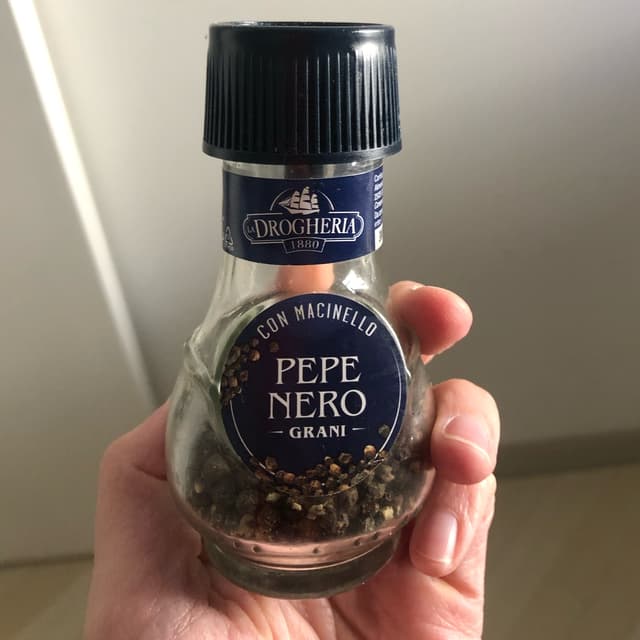 LA DROGHERIA
1880
CON MACINELLO
PEPE
NERO
GRANI